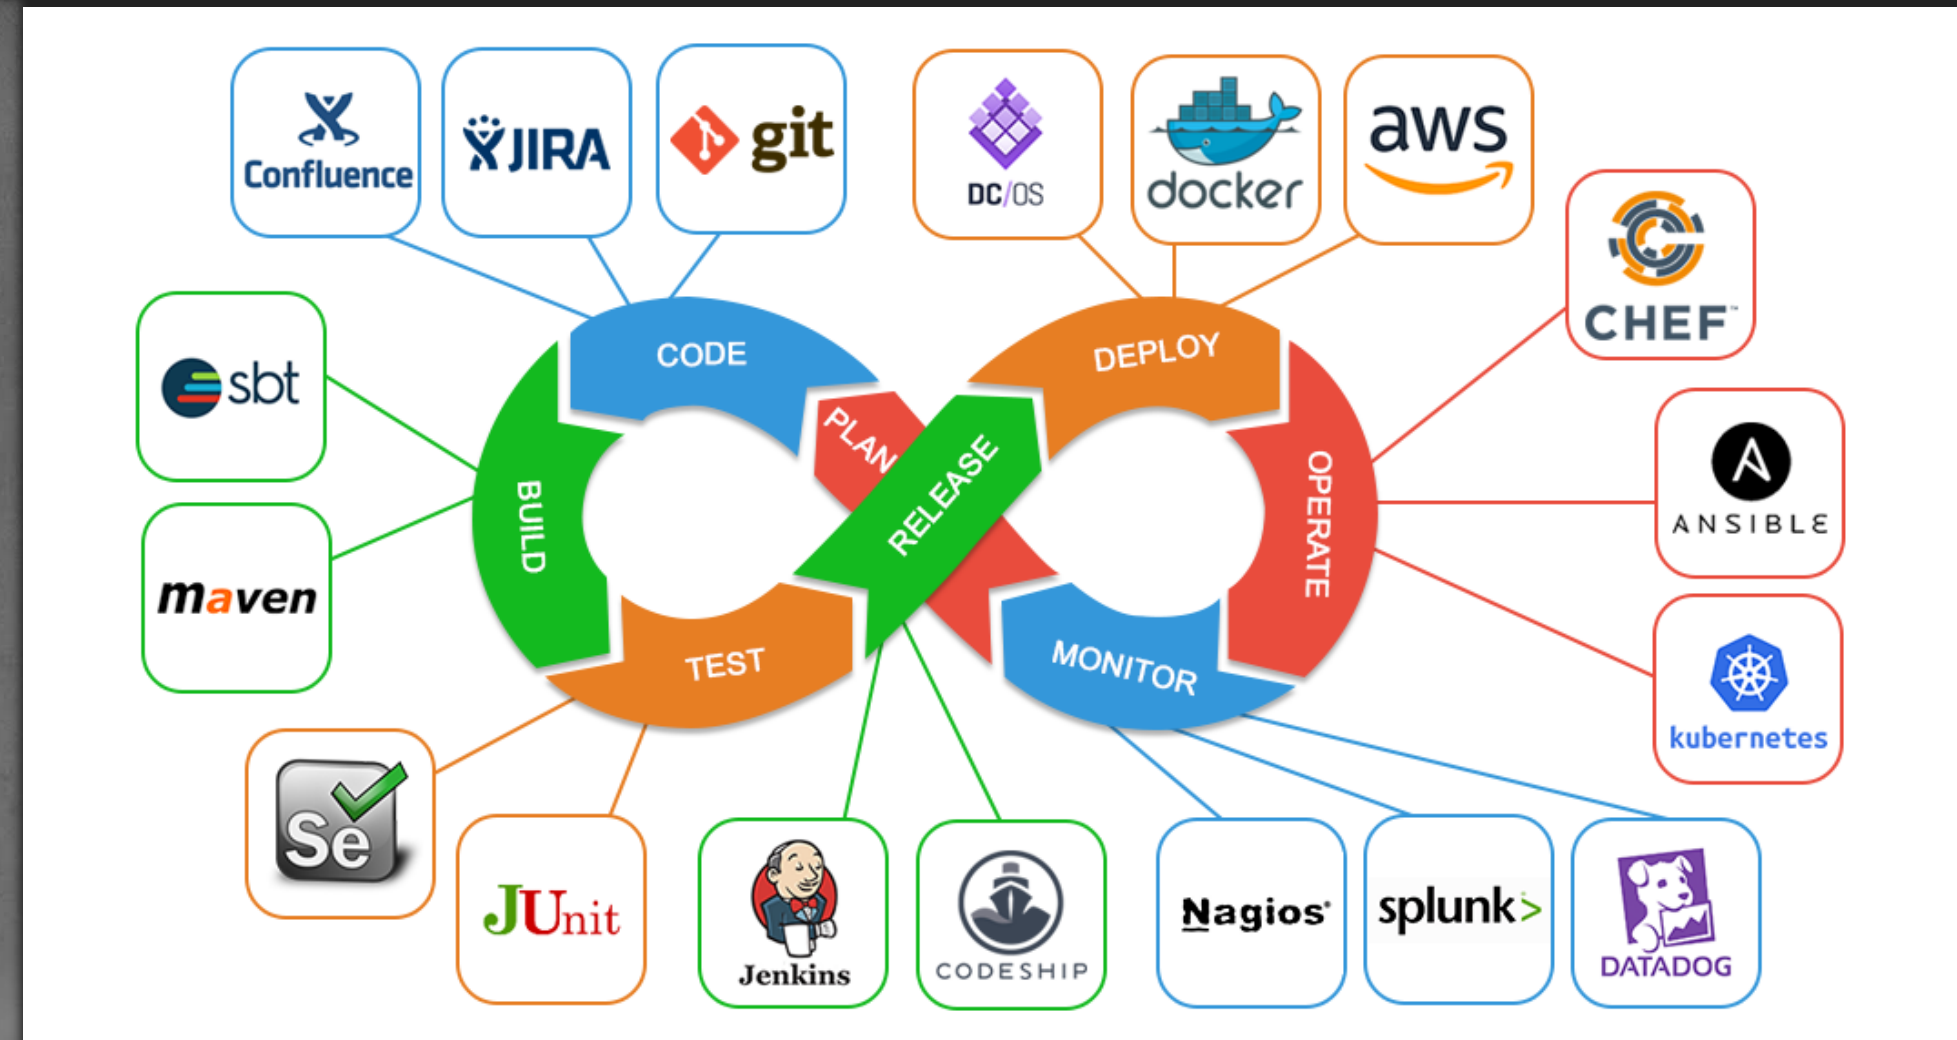 Confluence
JIRA
git
DC/OS
docker
aws
CHEF™
sbt
CODE
DEPLOY
PLAN
RELEASE
BUILD
OPERATE
ANSIBLE
maven
TEST
MONITOR
kubernetes
Se
JUnit
Jenkins
CODESHIP
Nagios®
splunk>
DATADOG